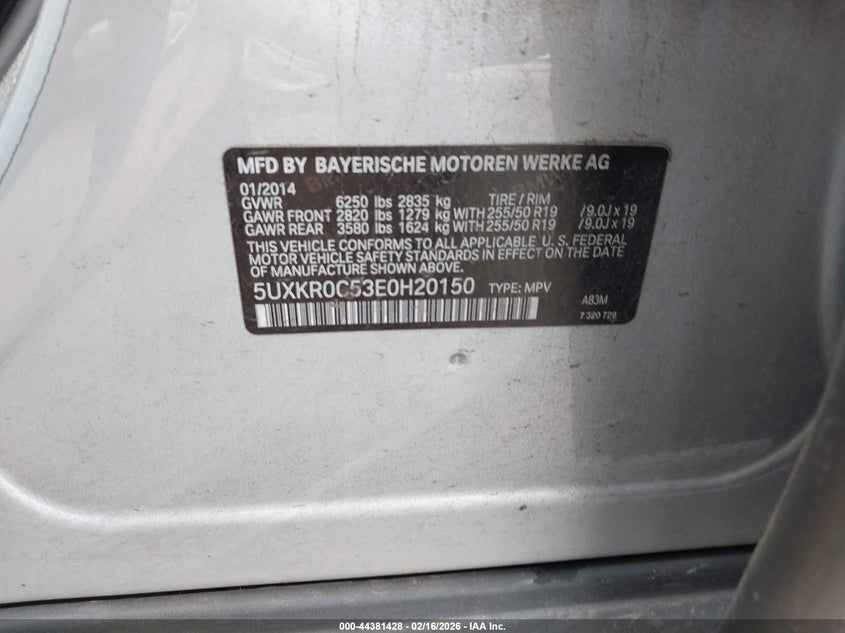 MFD BY BAYERISCHE MOTOREN WERKE AG
01/2014
GVWR 6250 lbs 2835 kg TIRE / RIM
GAWR FRONT 2820 lbs 1279 kg WITH 255/50 R19 /9.0J x 19
GAWR REAR 3580 lbs 1624 kg WITH 255/50 R19 /9.0J x 19
THIS VEHICLE CONFORMS TO ALL APPLICABLE U. S. FEDERAL
MOTOR VEHICLE SAFETY STANDARDS IN EFFECT ON THE DATE
OF MANUFACTURE SHOWN ABOVE.
5UXKR0C53E0H20150 TYPE: MPV
A83M
7 320 729
000-44381428 - 02/16/2026 - IAA Inc.